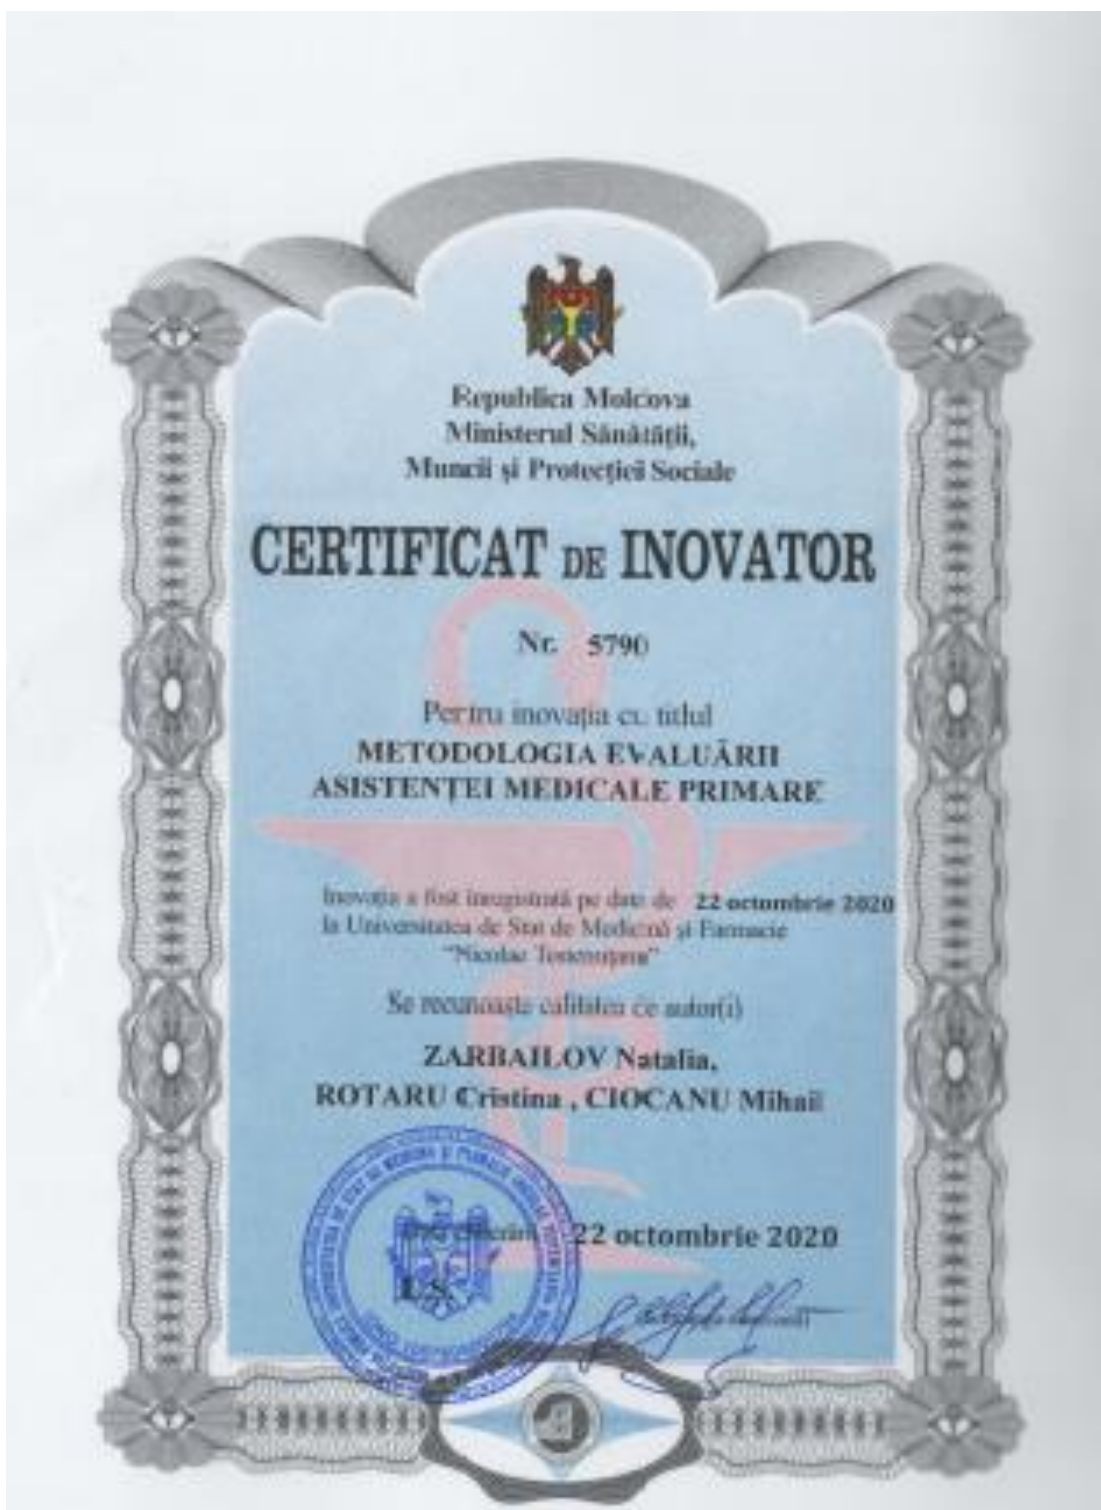 Republica Moldova
Ministerul Sănătății,
Muncii și Protecției Sociale
CERTIFICAT DE INOVATOR
Nr. 5790
Pentru inovația cu titlul
METODOLOGIA EVALUĂRII
ASISTENȚEI MEDICALE PRIMARE
Inovația a fost înregistrată pe data de 22 octombrie 2020
la Universitatea de Stat de Medicină și Farmacie
“Nicolae Testemițanu”
Se recunoaște calitatea de autor(i)
ZARBAILOV Natalia,
ROTARU Cristina , CIOCANU Mihail
22 octombrie 2020
L.S.